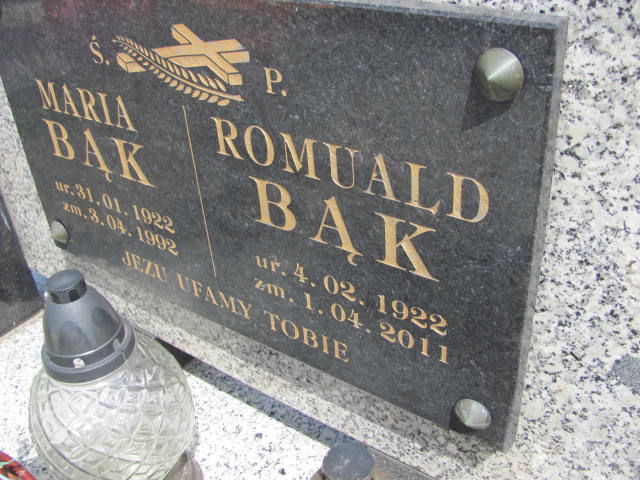 Ś. P.
MARIA
BĄK
ur. 31. 01. 1922
zm. 3. 04. 1992
ROMUALD
BĄK
ur. 4. 02. 1922
zm. 1. 04. 2011
JEZU UFAMY TOBIE